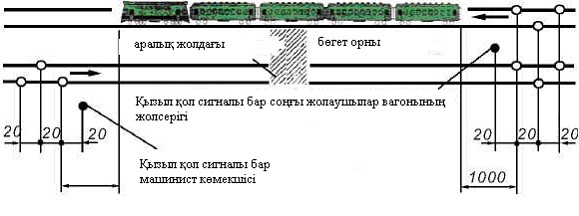 аралық жолдағы
бөгет орны
Қызыл қол сигналы бар соңғы жолаушылар вагонының
жолсерігі
20 20 20
20 20 20
Қызыл қол сигналы бар
машинист көмекшісі
1000